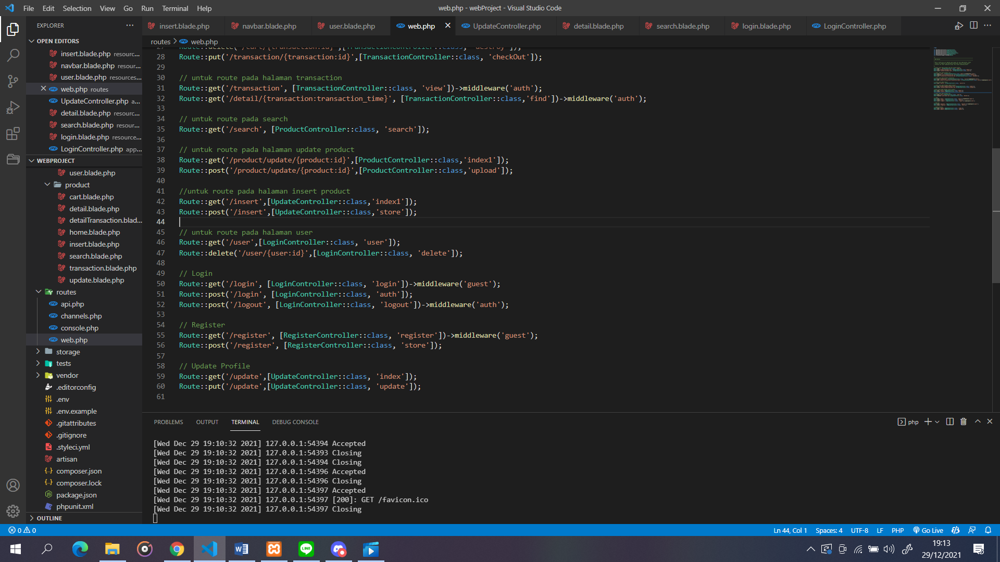 File Edit Selection View Go Run Terminal Help
web.php - webProject - Visual Studio Code
EXPLORER
insert.blade.php navbar.blade.php user.blade.php web.php UpdateController.php detail.blade.php search.blade.php login.blade.php LoginController.php
routes > web.php
OPEN EDITORS
insert.blade.php resourc...
navbar.blade.php resour...
user.blade.php resources...
web.php routes
UpdateController.php a...
detail.blade.php resourc...
search.blade.php resour...
login.blade.php resource...
LoginController.php app...
WEBPROJECT
user.blade.php
product
cart.blade.php
detail.blade.php
detailTransaction.blad...
home.blade.php
insert.blade.php
search.blade.php
transaction.blade.php
update.blade.php
routes
api.php
channels.php
console.php
web.php
storage
tests
vendor
.editorconfig
.env
.env.example
.gitattributes
.gitignore
.styleci.yml
artisan
composer.json
composer.lock
package.json
phpunit.xml
OUTLINE
28 Route::put('/transaction/{transaction:id}',[TransactionController::class, 'checkOut']);
29
30 // untuk route pada halaman transaction
31 Route::get('/transaction', [TransactionController::class, 'view'])->middleware('auth');
32 Route::get('/detail/{transaction:transaction_time}', [TransactionController::class,'find'])->middleware('auth');
33
34 // untuk route pada search
35 Route::get('/search', [ProductController::class, 'search']);
36
37 // untuk route pada halaman update product
38 Route::get('/product/update/{product:id}',[ProductController::class,'index1']);
39 Route::post('/product/update/{product:id}',[ProductController::class,'upload']);
40
41 //untuk route pada halaman insert product
42 Route::get('/insert',[UpdateController::class,'index1']);
43 Route::post('/insert',[UpdateController::class,'store']);
44
45 // untuk route pada halaman user
46 Route::get('/user',[LoginController::class, 'user']);
47 Route::delete('/user/{user:id}',[LoginController::class, 'delete']);
48
49 // Login
50 Route::get('/login', [LoginController::class, 'login'])->middleware('guest');
51 Route::post('/login', [LoginController::class, 'auth']);
52 Route::post('/logout', [LoginController::class, 'logout'])->middleware('auth');
53
54 // Register
55 Route::get('/register', [RegisterController::class, 'register'])->middleware('guest');
56 Route::post('/register', [RegisterController::class, 'store']);
57
58 // Update Profile
59 Route::get('/update',[UpdateController::class, 'index']);
60 Route::put('/update',[UpdateController::class, 'update']);
61
PROBLEMS OUTPUT TERMINAL DEBUG CONSOLE
php
[Wed Dec 29 19:10:32 2021] 127.0.0.1:54394 Accepted
[Wed Dec 29 19:10:32 2021] 127.0.0.1:54393 Closing
[Wed Dec 29 19:10:32 2021] 127.0.0.1:54394 Closing
[Wed Dec 29 19:10:32 2021] 127.0.0.1:54396 Accepted
[Wed Dec 29 19:10:32 2021] 127.0.0.1:54396 Closing
[Wed Dec 29 19:10:32 2021] 127.0.0.1:54397 Accepted
[Wed Dec 29 19:10:32 2021] 127.0.0.1:54397 [200]: GET /favicon.ico
[Wed Dec 29 19:10:32 2021] 127.0.0.1:54397 Closing
0 0
Ln 44, Col 1 Spaces: 4 UTF-8 LF PHP Go Live
19:13
29/12/2021